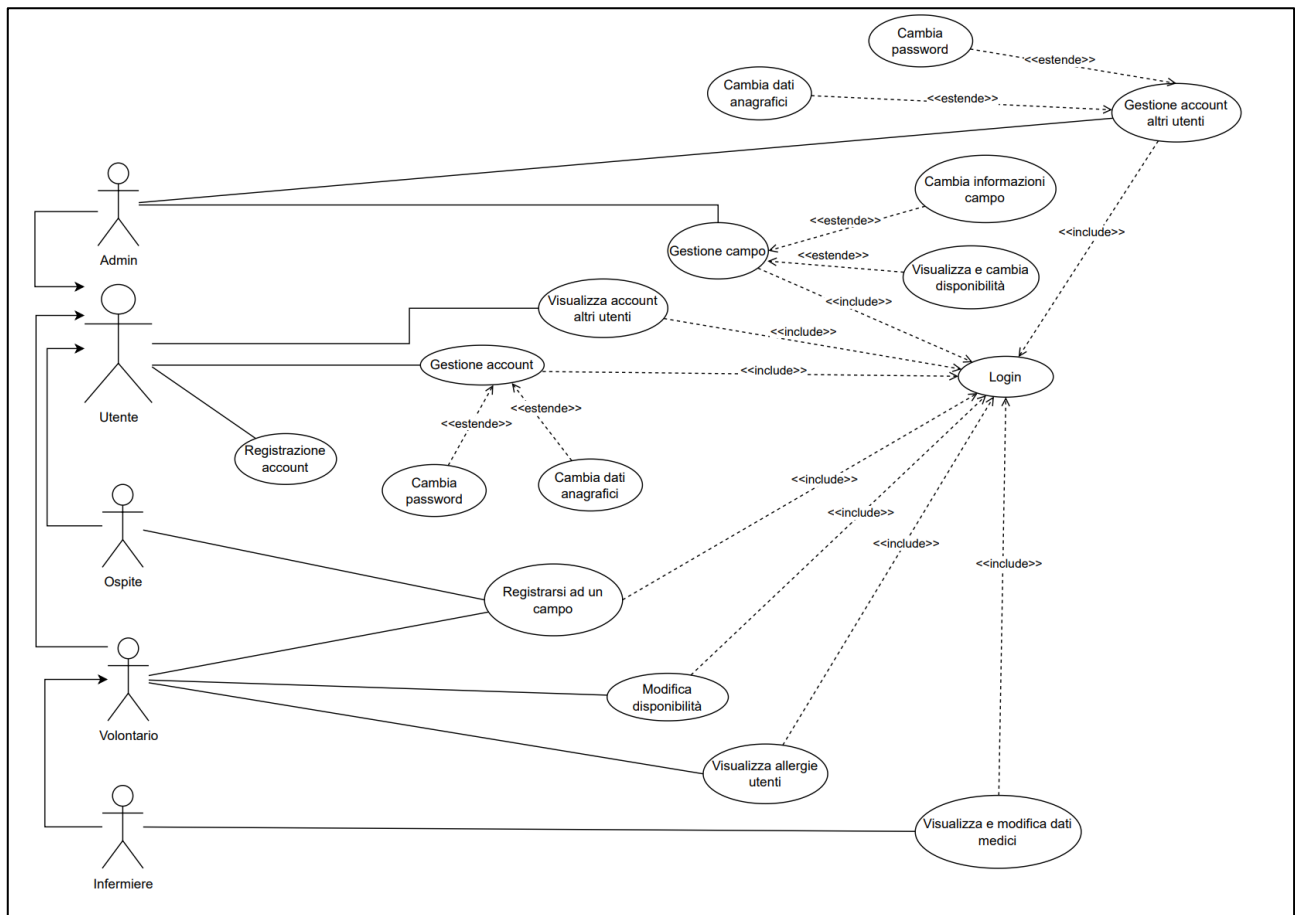 Cambia
password
<<estende>>
Cambia dati
anagrafici
<<estende>>
Gestione account
altri utenti
Admin
Cambia informazioni
campo
<<estende>>
<<include>>
Gestione campo
<<estende>>
Visualizza e cambia
disponibilità
Visualizza account
altri utenti
<<include>>
<<include>>
Utente
Gestione account
<<include>>
Login
<<estende>>
<<estende>>
Registrazione
account
Cambia
password
Cambia dati
anagrafici
<<include>>
<<include>>
<<include>>
<<include>>
Ospite
Registrarsi ad un
campo
Volontario
Modifica
disponibilità
Visualizza allergie
utenti
Visualizza e modifica dati
medici
Infermiere